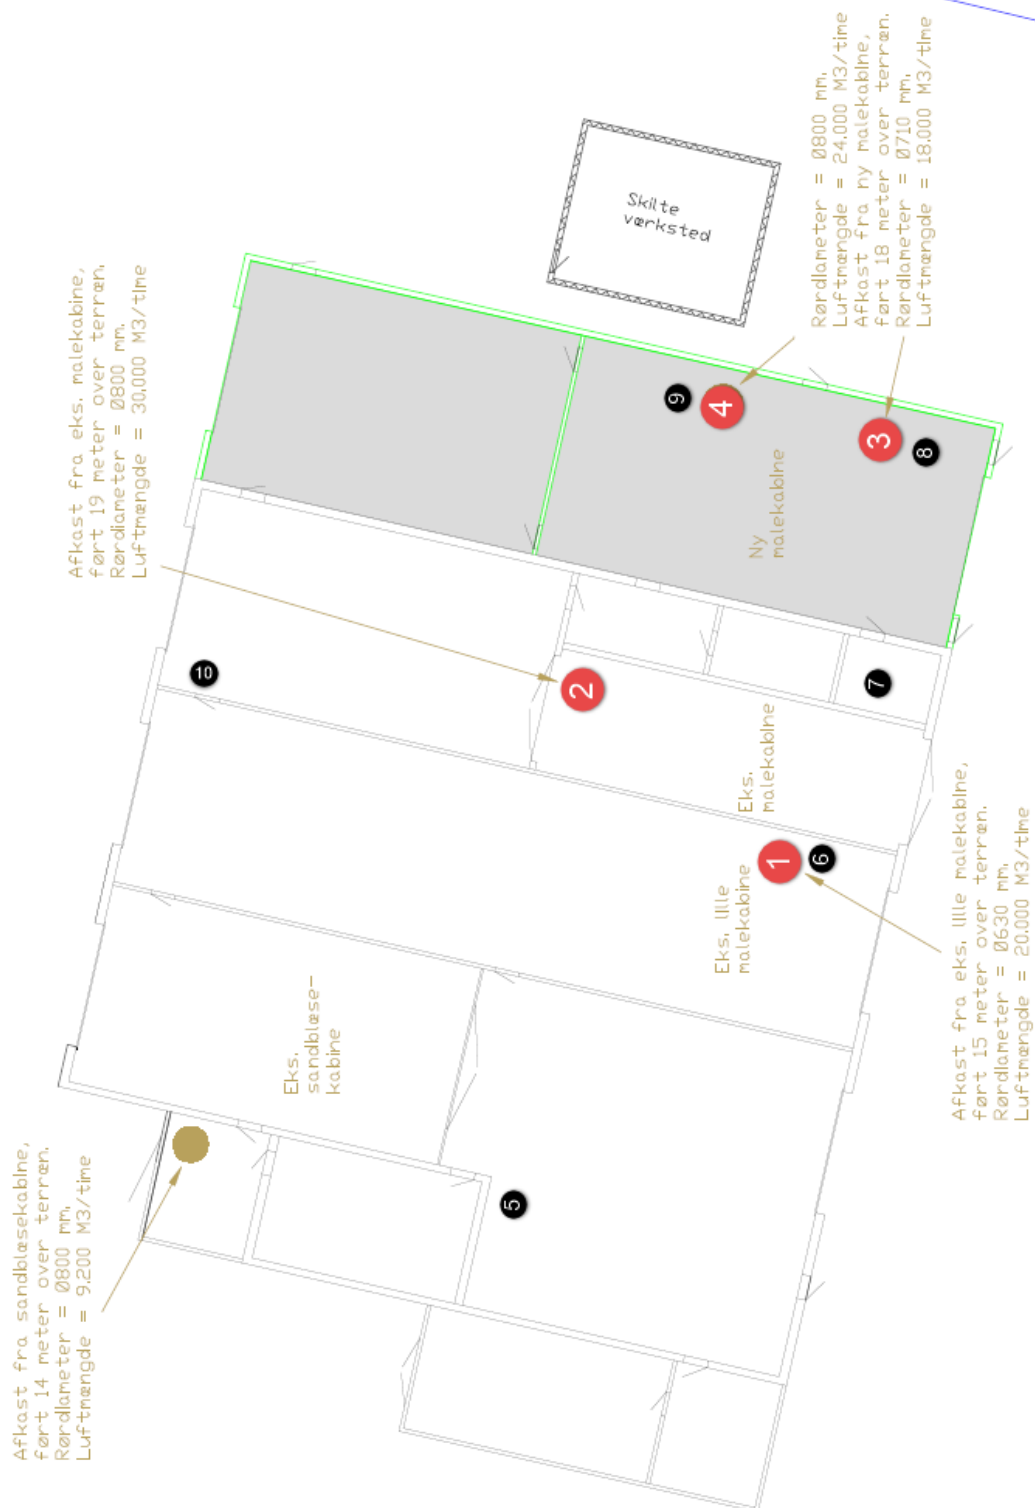 Afkast fra sandblæsekabine,
ført 14 meter over terræn.
Rørdiameter = Ø800 mm,
Luftmængde = 9.200 M3/time
Afkast fra eks. malekabine,
ført 19 meter over terræn.
Rørdiameter = Ø800 mm.
Luftmængde = 30.000 M3/time
Rørdiameter = Ø800 mm,
Luftmængde = 24.000 M3/time
Afkast fra ny malekabine,
ført 18 meter over terræn.
Rørdiameter = Ø710 mm,
Luftmængde = 18.000 M3/time
Afkast fra eks. lille malekabine,
ført 15 meter over terræn.
Rørdiameter = Ø630 mm,
Luftmængde = 20.000 M3/time
Skilte
værksted
Eks.
sandblæse-
kabine
Eks. lille
malekabine
Eks.
malekabine
Ny
malekabine
1
2
3
4
5
6
7
8
9
10